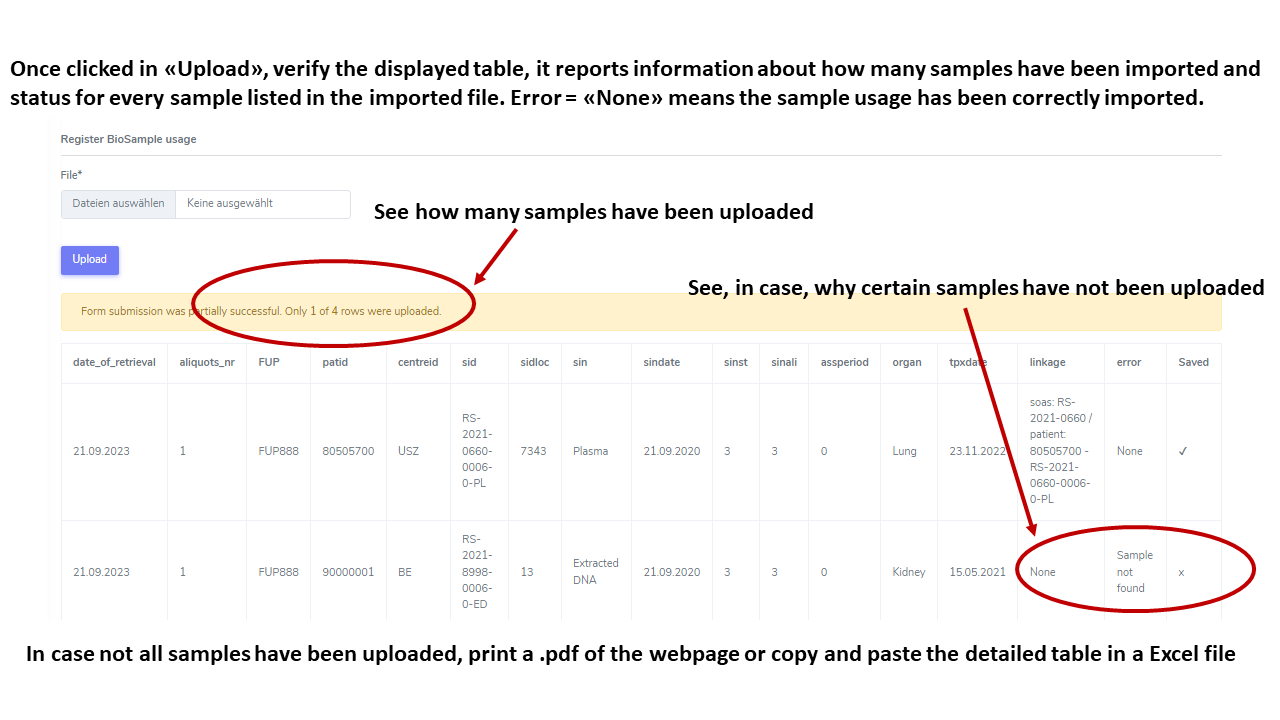 Once clicked in «Upload», verify the displayed table, it reports information about how many samples have been imported and
status for every sample listed in the imported file. Error = «None» means the sample usage has been correctly imported.
Register BioSample usage
File*
Dateien auswählen Keine ausgewählt
See how many samples have been uploaded
Upload
See, in case, why certain samples have not been uploaded
Form submission was partially successful. Only 1 of 4 rows were uploaded.
date_of_retrieval aliquots_nr FUP patid centreid sid sidloc sin sindate sinst sinali assperiod organ tpxdate linkage error Saved
21.09.2023 1 FUP888 80505700 USZ
RS-
2021-
0660-
0006-
0-PL
7343 Plasma 21.09.2020 3 3 0 Lung 23.11.2022
soas: RS-
2021-0660 /
patient:
80505700 -
RS-2021-
0660-0006-
0-PL
None ✓
21.09.2023 1 FUP888 90000001 BE
RS-
2021-
8998-
0006-
0-ED
13
Extracted
DNA
21.09.2020 3 3 0 Kidney 15.05.2021 None
Sample
not
found
x
In case not all samples have been uploaded, print a .pdf of the webpage or copy and paste the detailed table in a Excel file